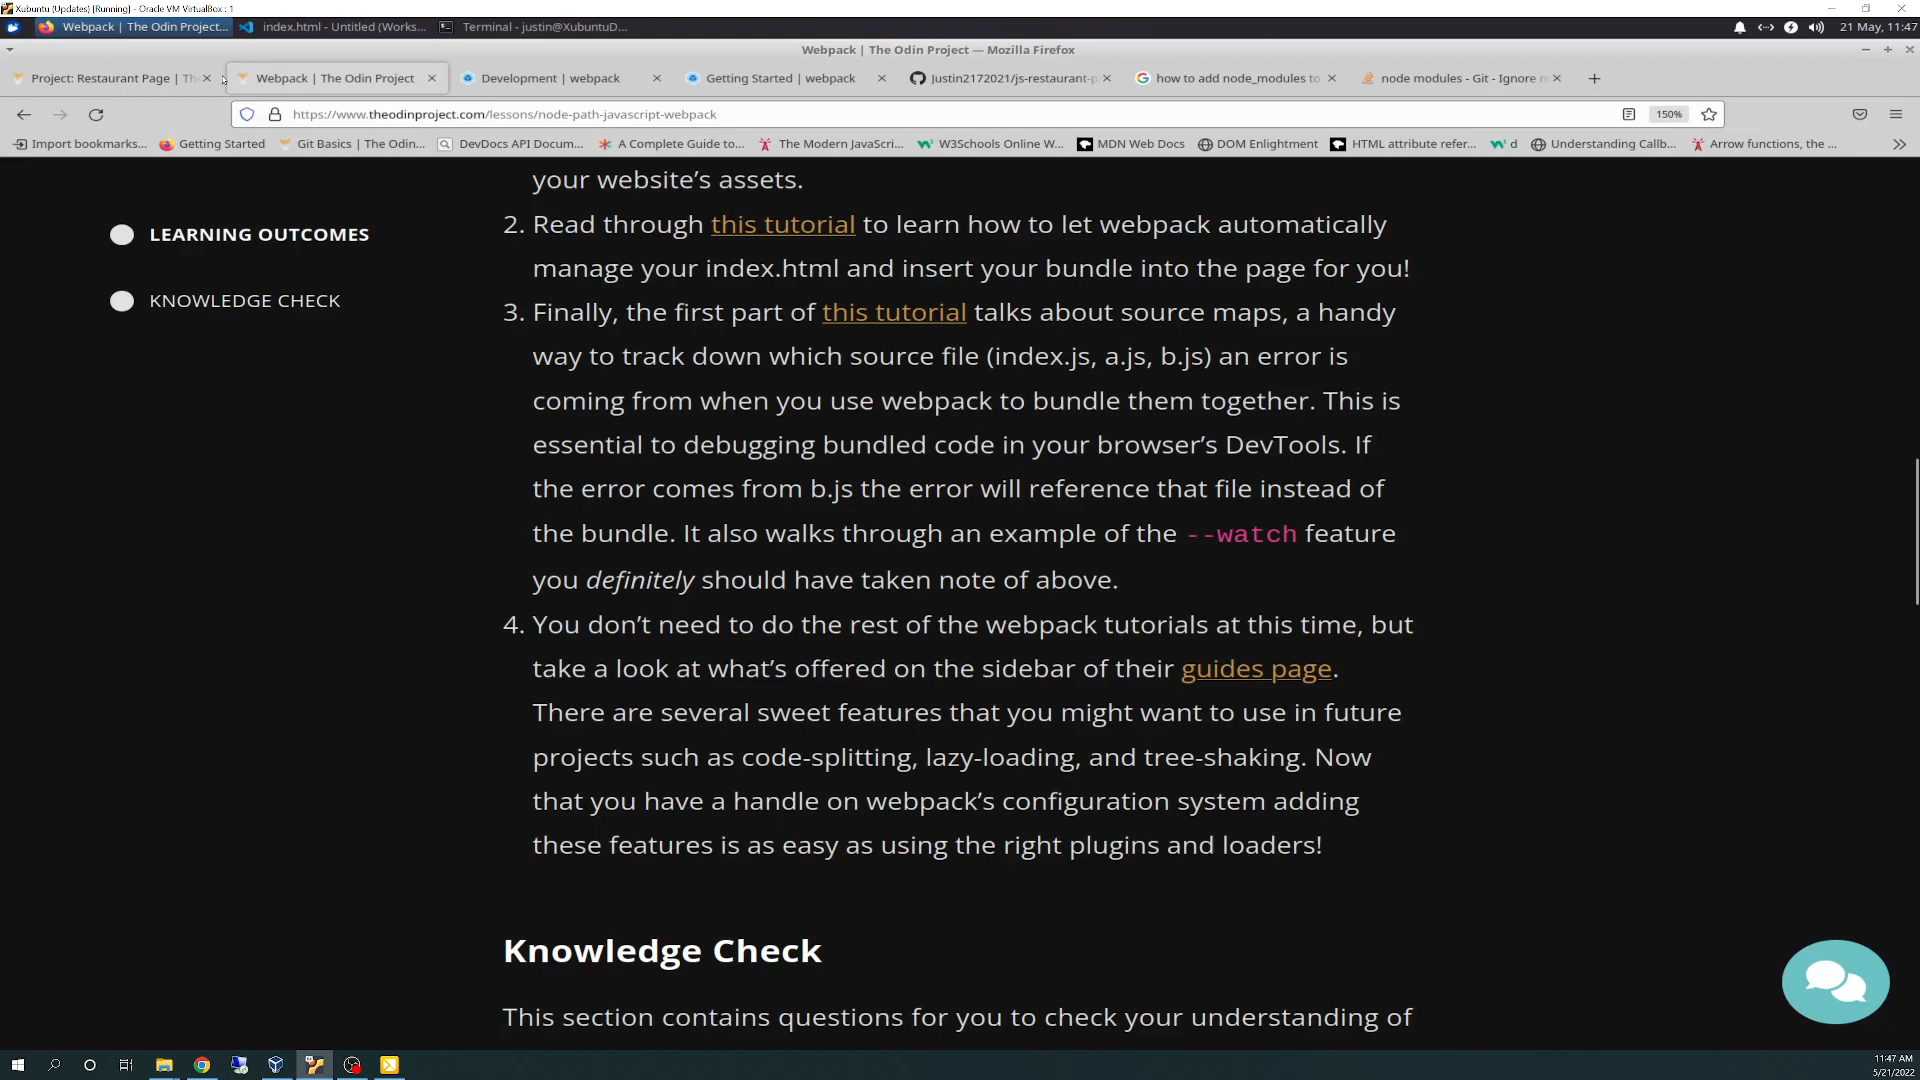 Xubuntu (Updates) [Running] - Oracle VM VirtualBox : 1
Webpack | The Odin Project... index.html - Untitled (Works... Terminal - justin@XubuntuD... 21 May, 11:47
Webpack | The Odin Project — Mozilla Firefox
Project: Restaurant Page | Th Webpack | The Odin Project Development | webpack Getting Started | webpack Justin2172021/js-restaurant-p how to add node_modules to node modules - Git - Ignore n
https://www.theodinproject.com/lessons/node-path-javascript-webpack 150%
Import bookmarks... Getting Started Git Basics | The Odin... DevDocs API Docum... A Complete Guide to... The Modern JavaScri... W3Schools Online W... MDN Web Docs DOM Enlightment HTML attribute refer... d Understanding Callb... Arrow functions, the ...
LEARNING OUTCOMES
KNOWLEDGE CHECK
your website’s assets.
2. Read through this tutorial to learn how to let webpack automatically
manage your index.html and insert your bundle into the page for you!
3. Finally, the first part of this tutorial talks about source maps, a handy
way to track down which source file (index.js, a.js, b.js) an error is
coming from when you use webpack to bundle them together. This is
essential to debugging bundled code in your browser’s DevTools. If
the error comes from b.js the error will reference that file instead of
the bundle. It also walks through an example of the --watch feature
you definitely should have taken note of above.
4. You don’t need to do the rest of the webpack tutorials at this time, but
take a look at what’s offered on the sidebar of their guides page.
There are several sweet features that you might want to use in future
projects such as code-splitting, lazy-loading, and tree-shaking. Now
that you have a handle on webpack’s configuration system adding
these features is as easy as using the right plugins and loaders!
Knowledge Check
This section contains questions for you to check your understanding of
11:47 AM
5/21/2022